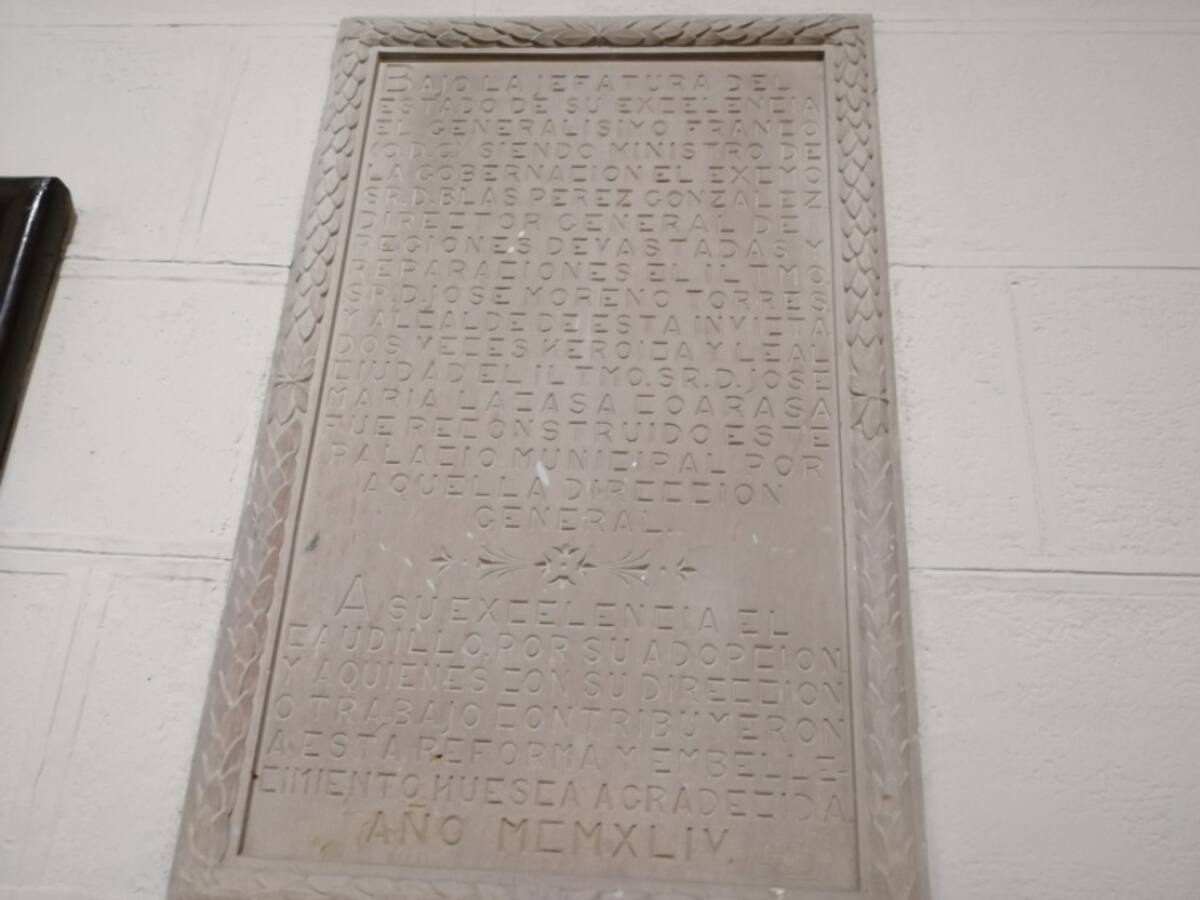 BAJO LA JEFATURA DEL
ESTADO DE SU EXCELENCIA
EL GENERALISIMO FRANCO
(Q.D.G.) SIENDO MINISTRO DE
LA GOBERNACION EL EXCMO
SR.D.BLAS PEREZ GONZALEZ
DIRECTOR GENERAL DE
REGIONES DEVASTADAS Y
REPARACIONES EL ILTMO
SR.D.JOSE MORENO TORRES
Y ALCALDE DE ESTA INVICTA
DOS VECES HEROICA Y LEAL
CIUDAD EL ILTMO.SR.D.JOSE
MARIA LACASA COARASA
FUE RECONSTRUIDO ESTE
PALACIO MUNICIPAL POR
AQUELLA DIRECCION
GENERAL.
A SU EXCELENCIA EL
CAUDILLO, POR SU ADOPCION
Y A QUIENES CON SU DIRECCION
O TRABAJO CONTRIBUYERON
A ESTA REFORMA Y EMBELLE-
CIMIENTO, HUESCA AGRADECIDA.
AÑO MCMXLIV.